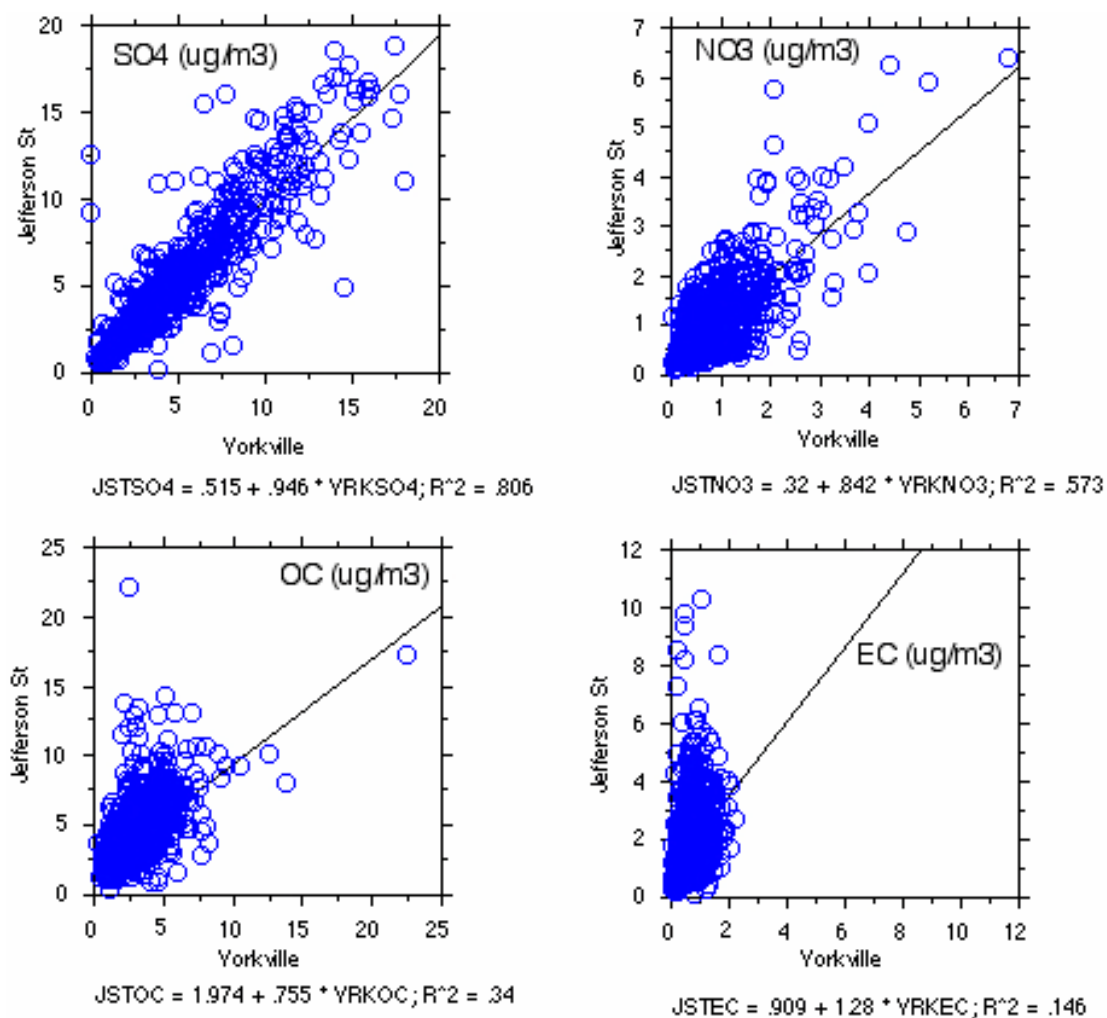 SO4 (ug/m3)
Jefferson St
20
15
10
5
0
0 5 10 15 20
Yorkville
JSTSO4 = .515 + .946 * YRKSO4; R^2 = .806
NO3 (ug/m3)
Jefferson St
7
6
5
4
3
2
1
0
0 1 2 3 4 5 6 7
Yorkville
JSTNO3 = .32 + .842 * YRKNO3; R^2 = .573
OC (ug/m3)
Jefferson St
25
20
15
10
5
0
0 5 10 15 20 25
Yorkville
JSTOC = 1.974 + .755 * YRKOC; R^2 = .34
EC (ug/m3)
Jefferson St
12
10
8
6
4
2
0
0 2 4 6 8 10 12
Yorkville
JSTEC = .909 + 1.28 * YRKEC; R^2 = .146